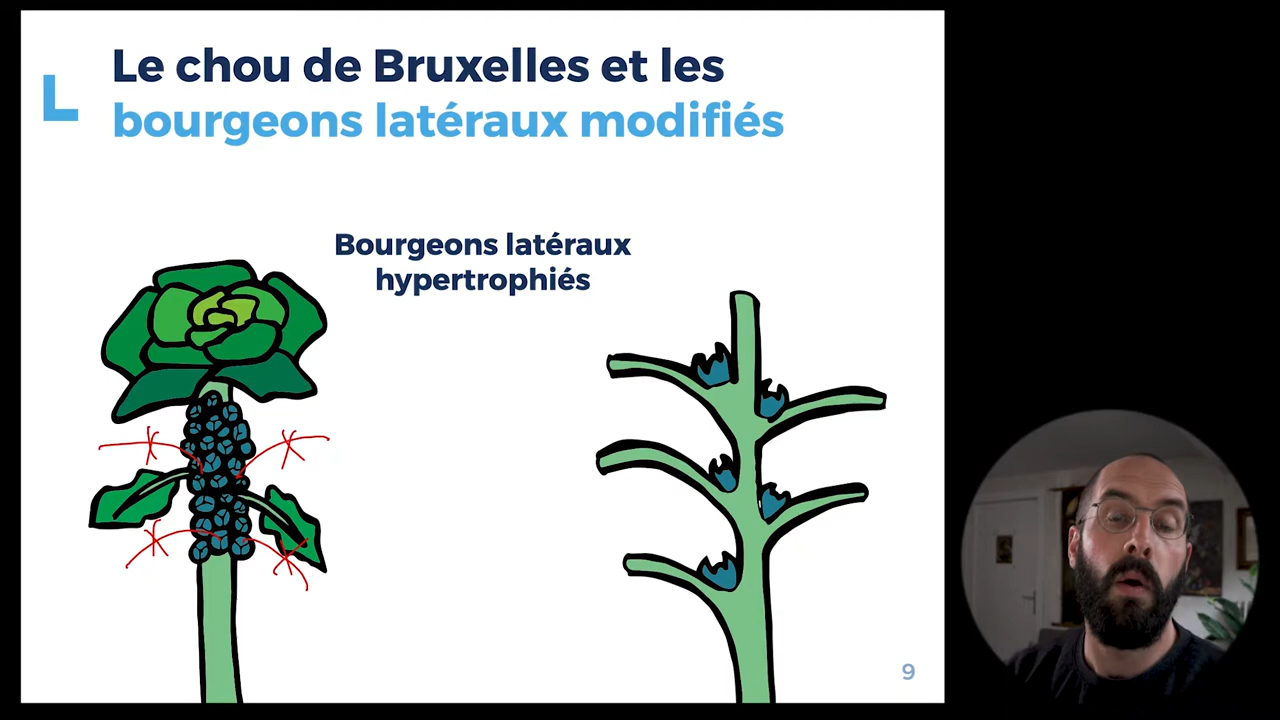 Le chou de Bruxelles et les
bourgeons latéraux modifiés
Bourgeons latéraux
hypertrophiés
9